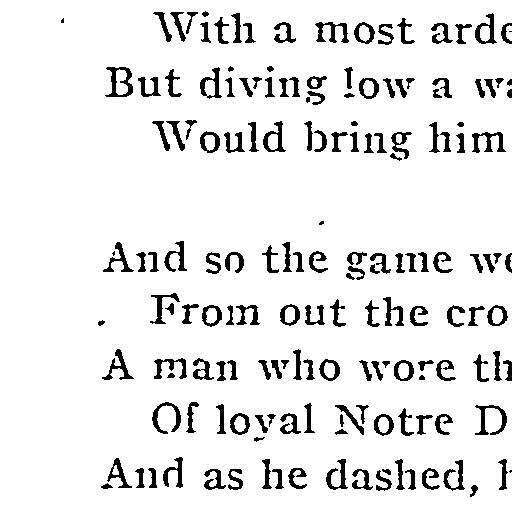 With a most arde
But diving low a wa
Would bring him
And so the game we
From out the cro
A man who wore th
Of loyal Notre D
And as he dashed, h